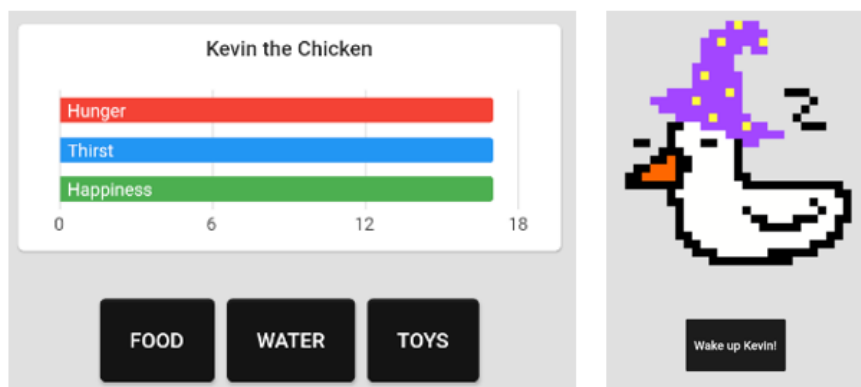 Kevin the Chicken
Hunger
Thirst
Happiness
0 6 12 18
FOOD WATER TOYS
Wake up Kevin!